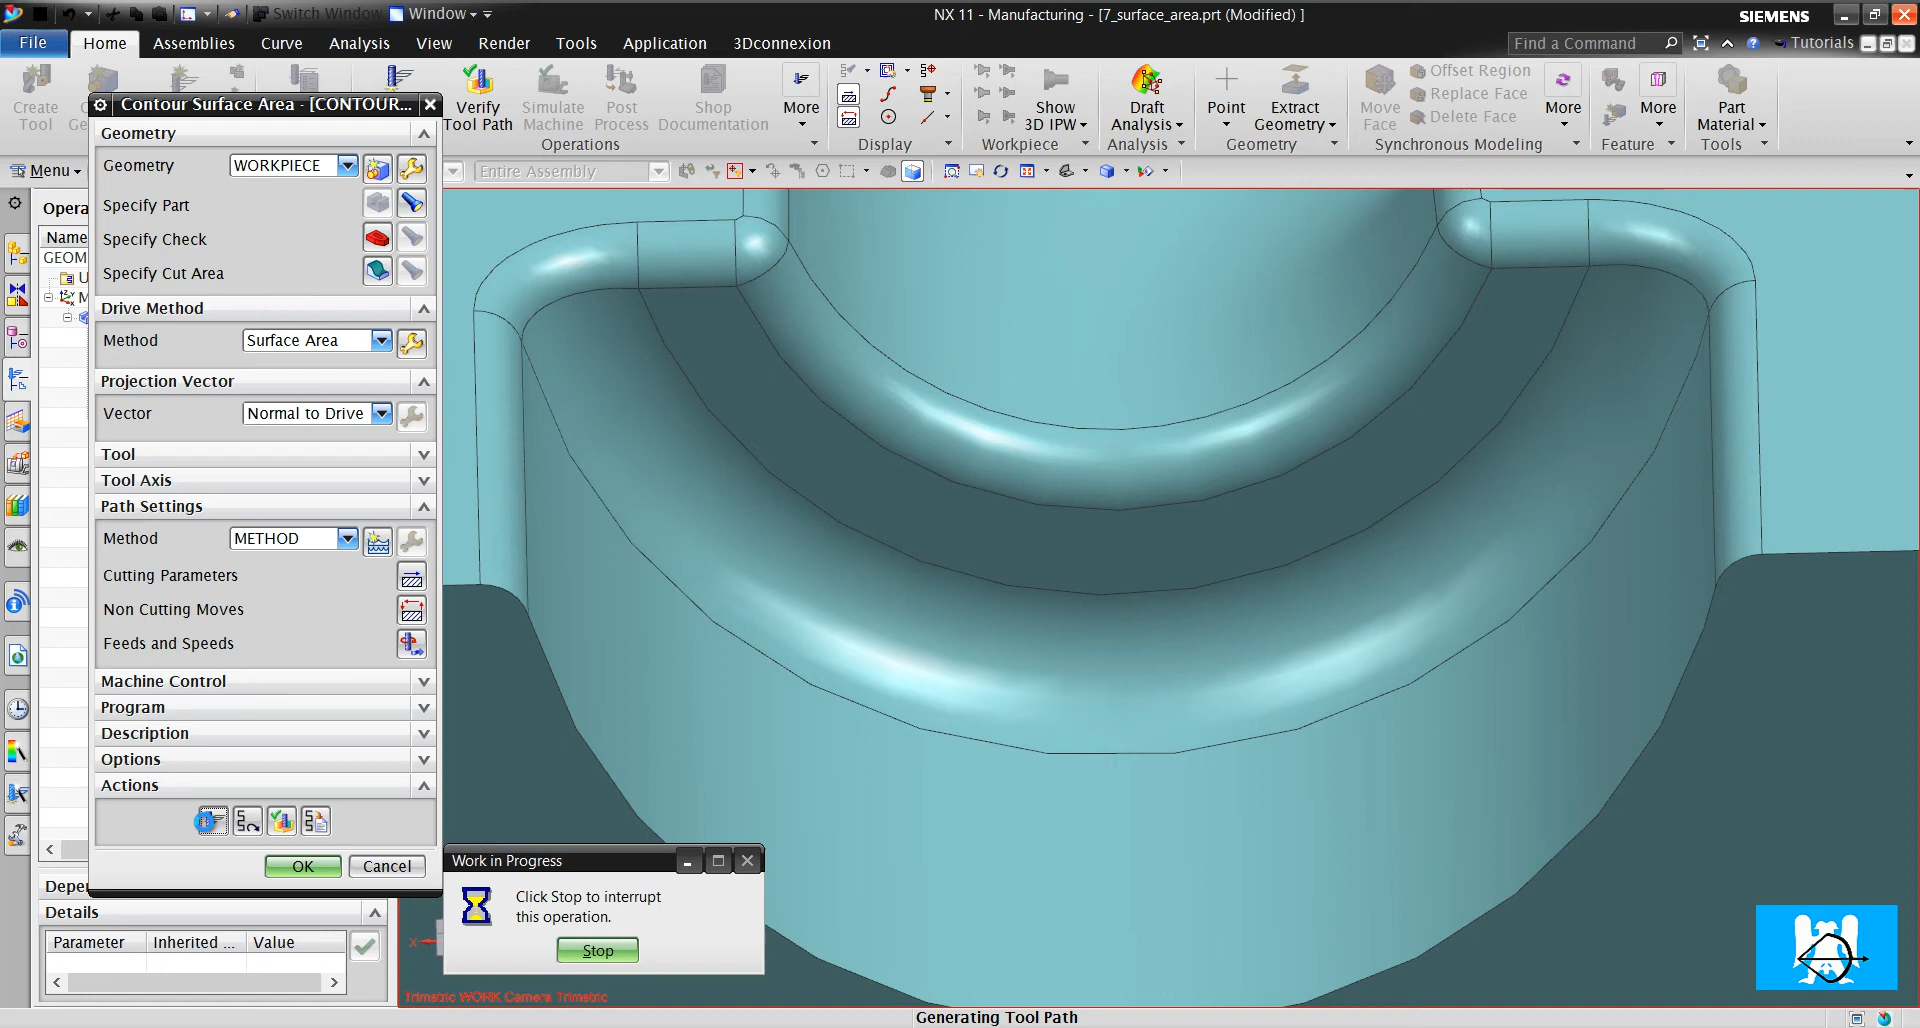 Switch Window
Window
NX 11 - Manufacturing - [7_surface_area.prt (Modified) ]
SIEMENS
File
Home
Assemblies
Curve
Analysis
View
Render
Tools
Application
3Dconnexion
Find a Command
Tutorials
Create
Tool
Verify
Tool Path
Simulate
Machine
Post
Process
Shop
Documentation
More
Operations
Display
Show
3D IPW
Workpiece
Draft
Analysis
Analysis
Point
Extract
Geometry
Geometry
Move
Face
Offset Region
Replace Face
Delete Face
More
Synchronous Modeling
More
Feature
Part
Material
Tools
Menu
Entire Assembly
Contour Surface Area - [CONTOUR...
Geometry
Geometry
WORKPIECE
Specify Part
Specify Check
Specify Cut Area
Drive Method
Method
Surface Area
Projection Vector
Vector
Normal to Drive
Tool
Tool Axis
Path Settings
Method
METHOD
Cutting Parameters
Non Cutting Moves
Feeds and Speeds
Machine Control
Program
Description
Options
Actions
OK
Cancel
Opera
Name
GEOM
Depe
Details
Parameter
Inherited ...
Value
Work in Progress
Click Stop to interrupt
this operation.
Stop
X
Trimetric WORK Camera Trimetric
Generating Tool Path